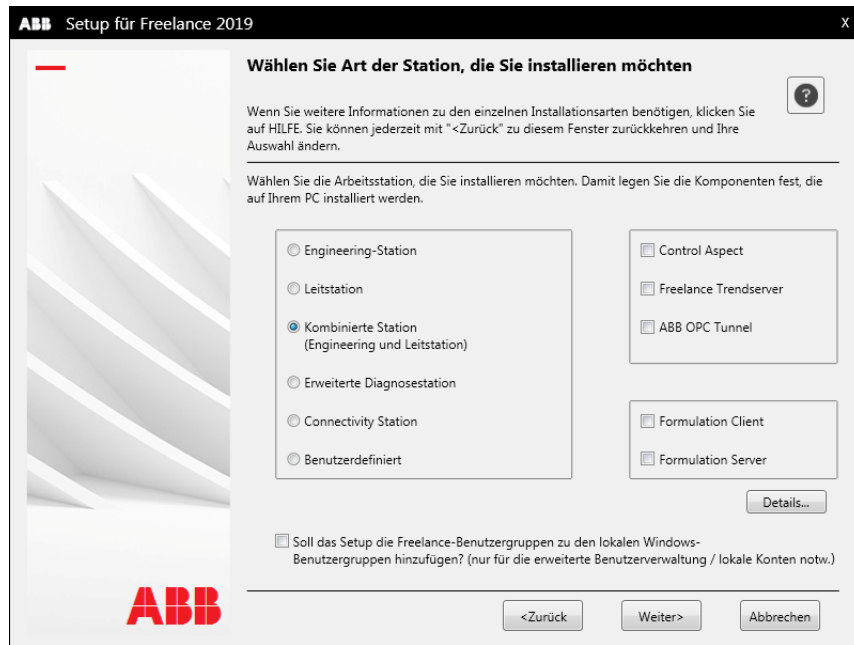 ABB Setup für Freelance 2019 X
Wählen Sie Art der Station, die Sie installieren möchten
?
Wenn Sie weitere Informationen zu den einzelnen Installationsarten benötigen, klicken Sie
auf HILFE. Sie können jederzeit mit "<Zurück" zu diesem Fenster zurückkehren und Ihre
Auswahl ändern.
Wählen Sie die Arbeitsstation, die Sie installieren möchten. Damit legen Sie die Komponenten fest, die
auf Ihrem PC installiert werden.
Engineering-Station
Leitstation
Kombinierte Station
(Engineering und Leitstation)
Erweiterte Diagnosestation
Connectivity Station
Benutzerdefiniert
Control Aspect
Freelance Trendserver
ABB OPC Tunnel
Formulation Client
Formulation Server
Details...
Soll das Setup die Freelance-Benutzergruppen zu den lokalen Windows-
Benutzergruppen hinzufügen? (nur für die erweiterte Benutzerverwaltung / lokale Konten notw.)
ABB
<Zurück
Weiter>
Abbrechen